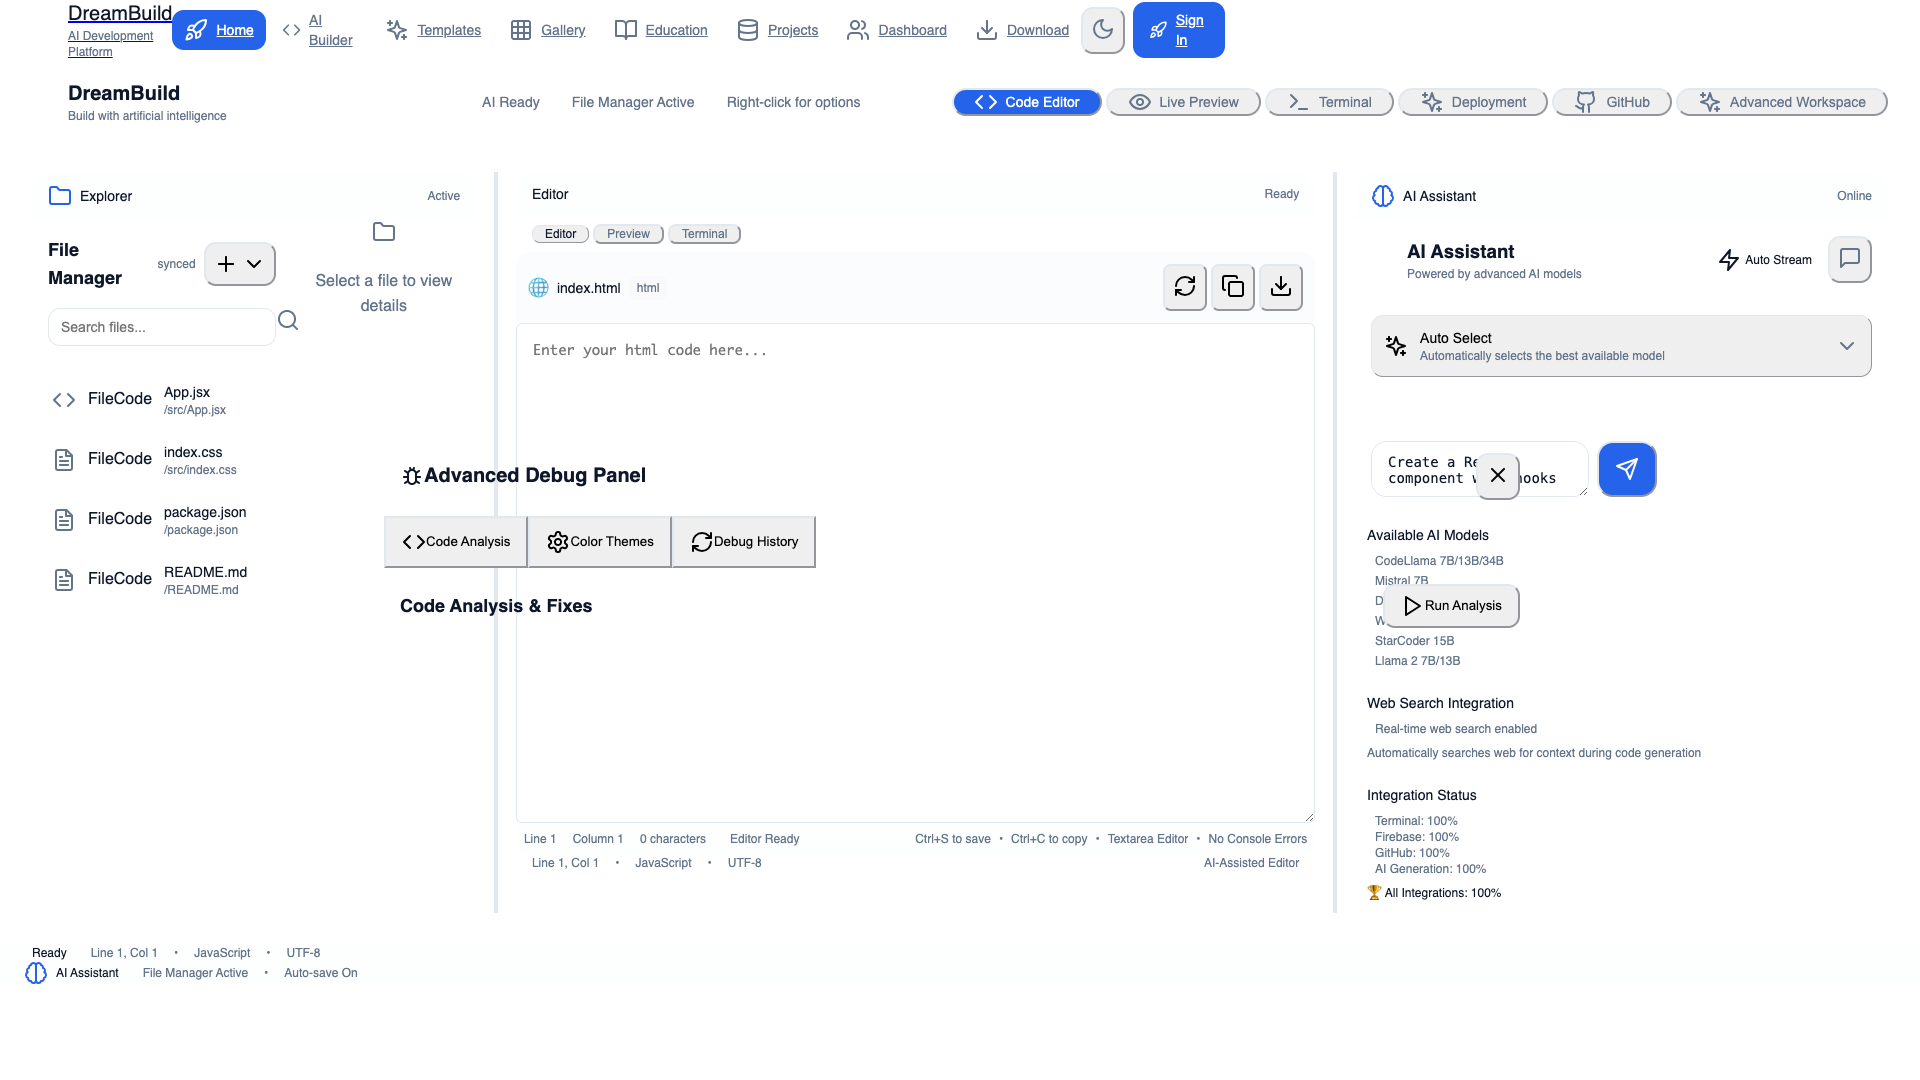 DreamBuild
AI Development
Platform
Home
AI
Builder
Templates
Gallery
Education
Projects
Dashboard
Download
Sign
In
DreamBuild
Build with artificial intelligence
AI Ready
File Manager Active
Right-click for options
Code Editor
Live Preview
Terminal
Deployment
GitHub
Advanced Workspace
Explorer
Active
File
Manager
synced
Search files...
Select a file to view
details
FileCode
App.jsx
/src/App.jsx
FileCode
index.css
/src/index.css
FileCode
package.json
/package.json
FileCode
README.md
/README.md
Editor
Ready
Editor
Preview
Terminal
index.html
html
Enter your html code here...
Advanced Debug Panel
Code Analysis
Color Themes
Debug History
Code Analysis & Fixes
Run Analysis
Line 1
Column 1
0 characters
Editor Ready
Ctrl+S to save • Ctrl+C to copy • Textarea Editor • No Console Errors
Line 1, Col 1 • JavaScript • UTF-8
AI-Assisted Editor
AI Assistant
Online
AI Assistant
Powered by advanced AI models
Auto Stream
Auto Select
Automatically selects the best available model
Create a
component
Available AI Models
CodeLlama 7B/13B/34B
Mistral 7B
StarCoder 15B
Llama 2 7B/13B
Web Search Integration
Real-time web search enabled
Automatically searches web for context during code generation
Integration Status
Terminal: 100%
Firebase: 100%
GitHub: 100%
AI Generation: 100%
🏆 All Integrations: 100%
Ready
Line 1, Col 1 • JavaScript • UTF-8
AI Assistant
File Manager Active • Auto-save On